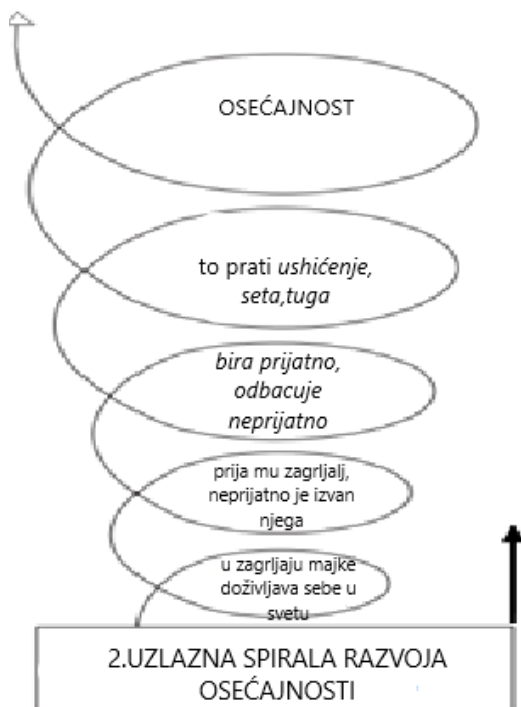 OSEĆAJNOST
to prati ushićenje,
seta,tuga
bira prijatno,
odbacuje
neprijatno
prija mu zagrljalj,
neprijatno je izvan
njega
u zagrljaju majke
doživljava sebe u
svetu
2.UZLAZNA SPIRALA RAZVOJA
OSEĆAJNOSTI